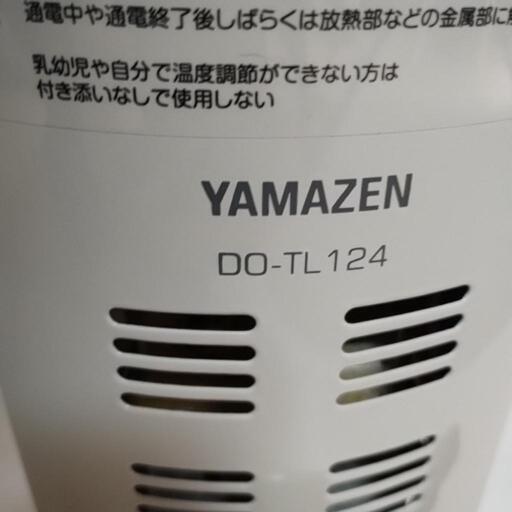 通電中や通電終了後しばらくは放熱部などの金属部に
乳幼児や自分で温度調節ができない方は
付き添いなしで使用しない
YAMAZEN
DO-TL124